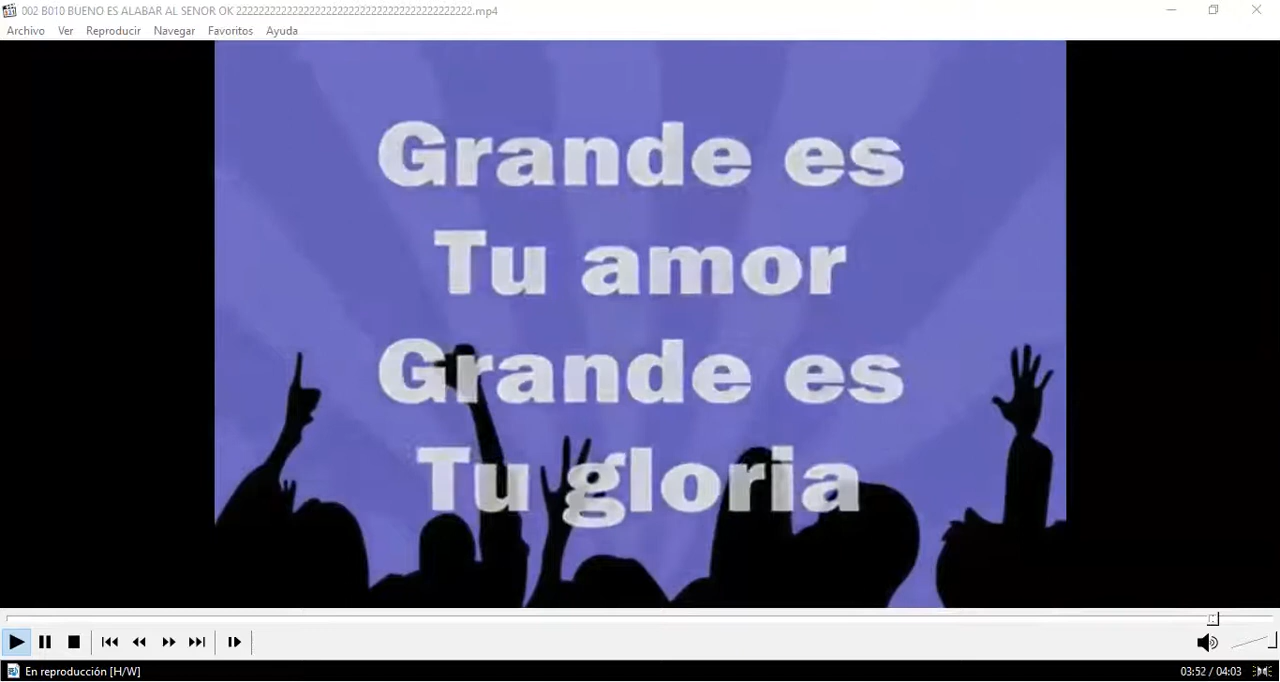 002 B010 BUENO ES ALABAR AL SENOR OK 22222222222222222222222222222222222222222.mp4
Archivo Ver Reproducir Navegar Favoritos Ayuda
Grande es
Tu amor
Grande es
Tu gloria
En reproducción [H/W]
03:52 / 04:03